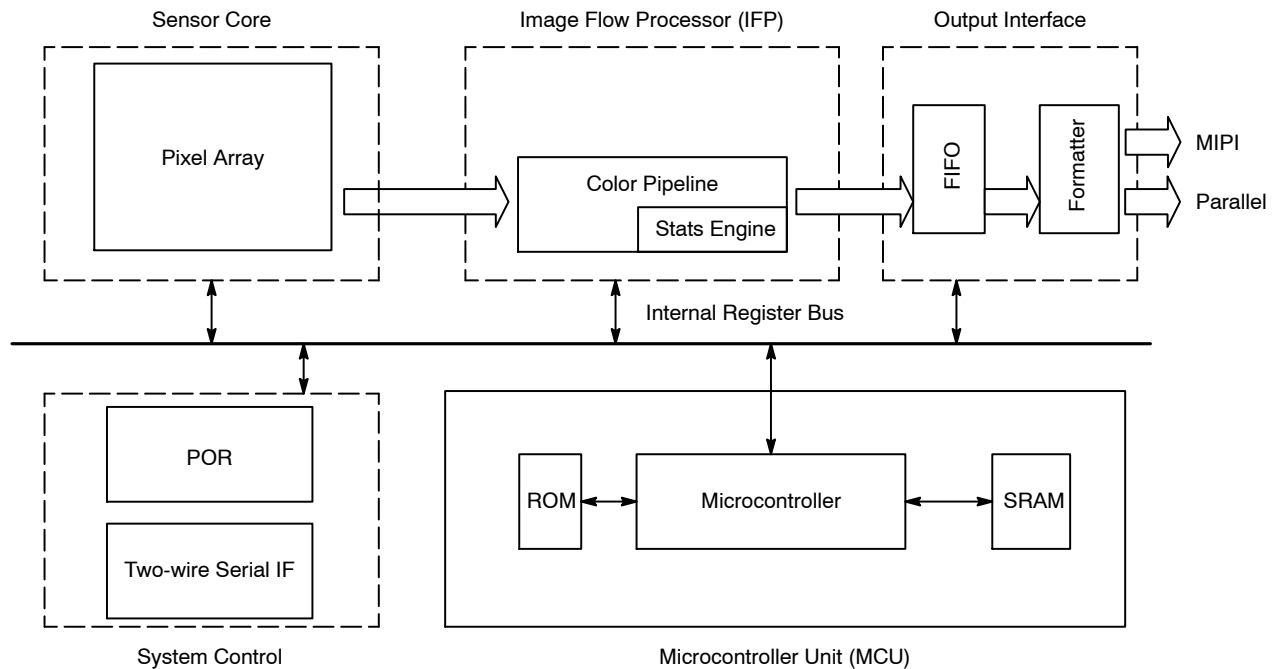 Sensor Core
Image Flow Processor (IFP)
Output Interface
Pixel Array
Color Pipeline
Stats Engine
FIFO
Formatter
MIPI
Parallel
Internal Register Bus
POR
Two-wire Serial IF
ROM
Microcontroller
SRAM
System Control
Microcontroller Unit (MCU)